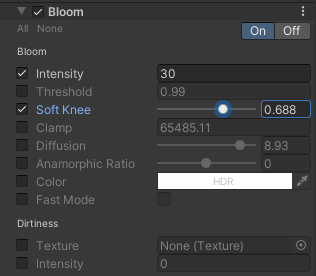 Bloom
All None
On Off
Bloom
Intensity 30
Threshold 0.99
Soft Knee 0.688
Clamp 65485.11
Diffusion 8.93
Anamorphic Ratio 0
Color HDR
Fast Mode
Dirtiness
Texture None (Texture)
Intensity 0